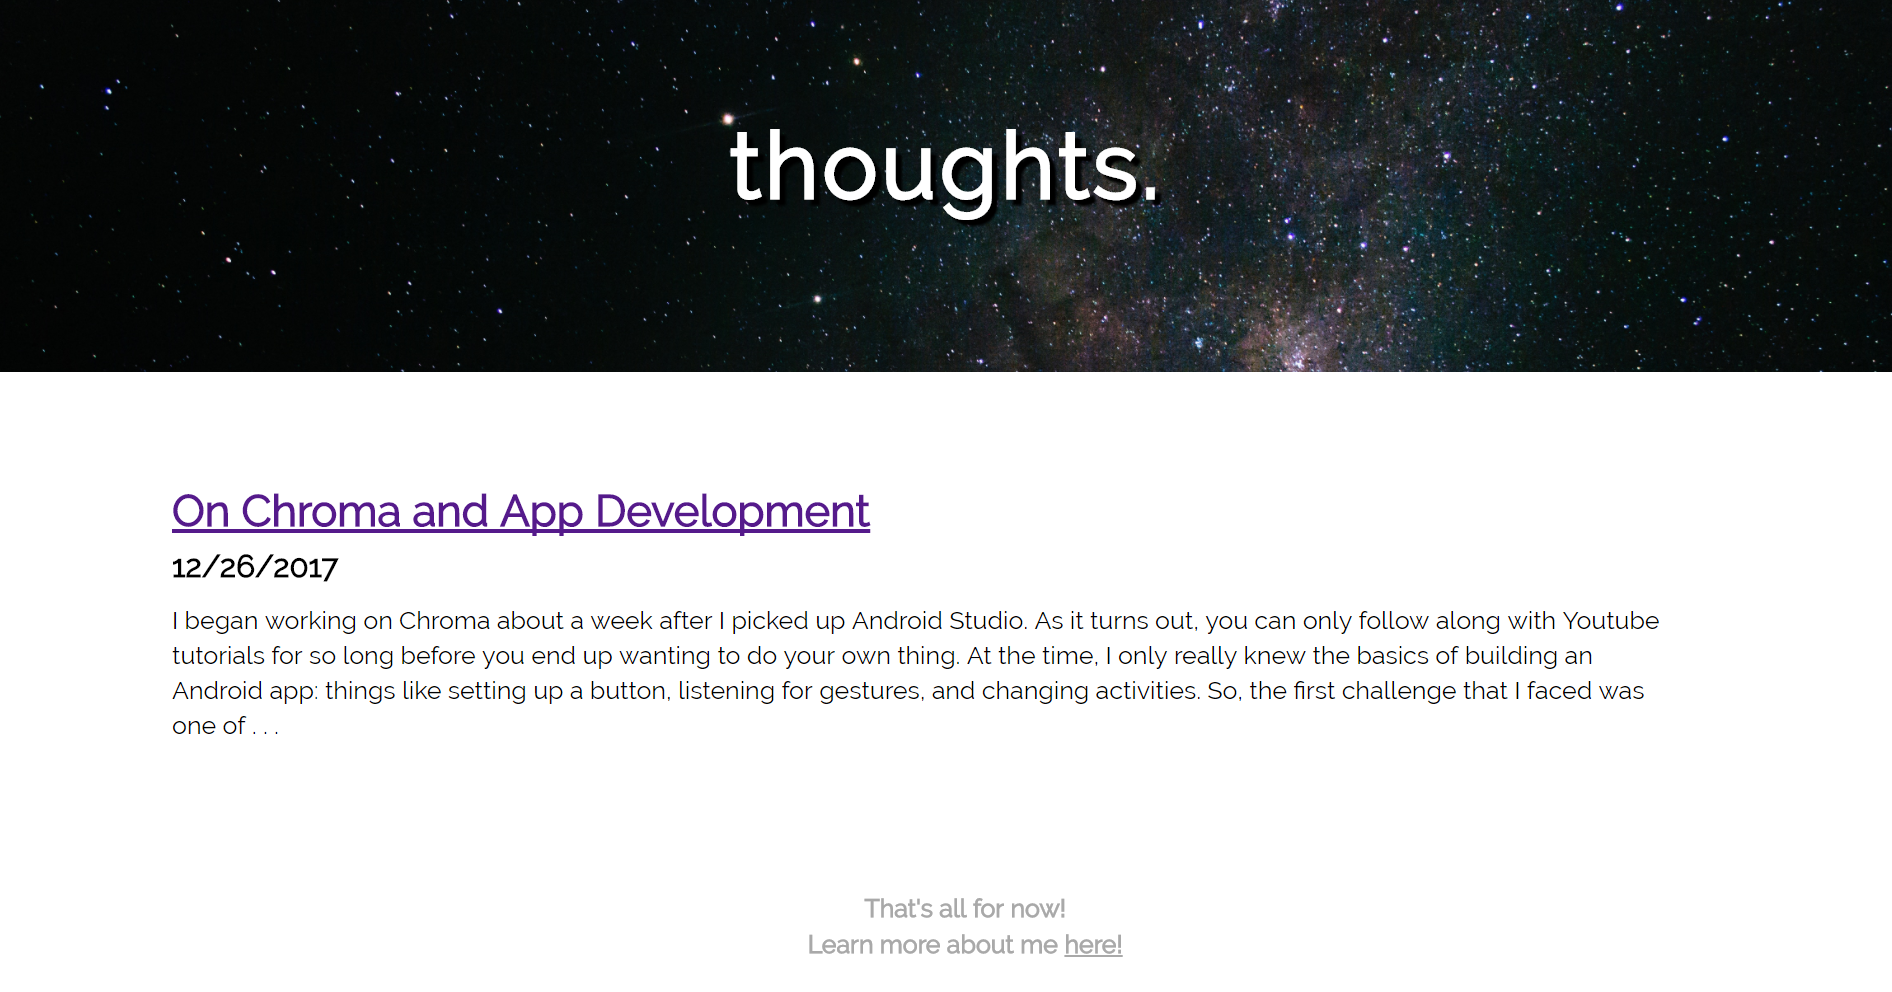 thoughts.
On Chroma and App Development
12/26/2017
I began working on Chroma about a week after I picked up Android Studio. As it turns out, you can only follow along with Youtube
tutorials for so long before you end up wanting to do your own thing. At the time, I only really knew the basics of building an
Android app: things like setting up a button, listening for gestures, and changing activities. So, the first challenge that I faced was
one of . . .
That's all for now!
Learn more about me here!